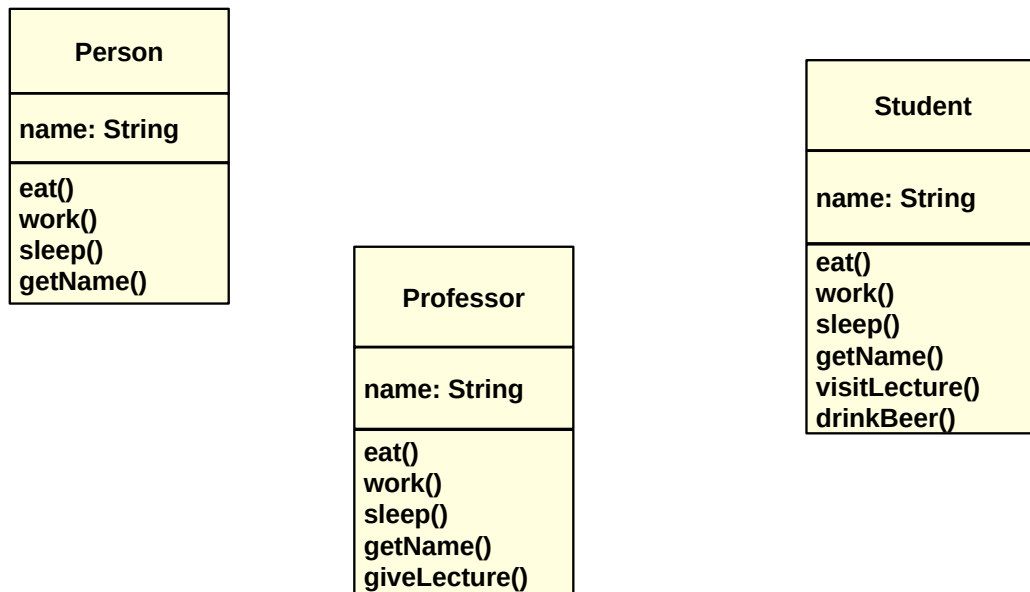 Person
name: String
eat()
work()
sleep()
getName()
Professor
name: String
eat()
work()
sleep()
getName()
giveLecture()
Student
name: String
eat()
work()
sleep()
getName()
visitLecture()
drinkBeer()